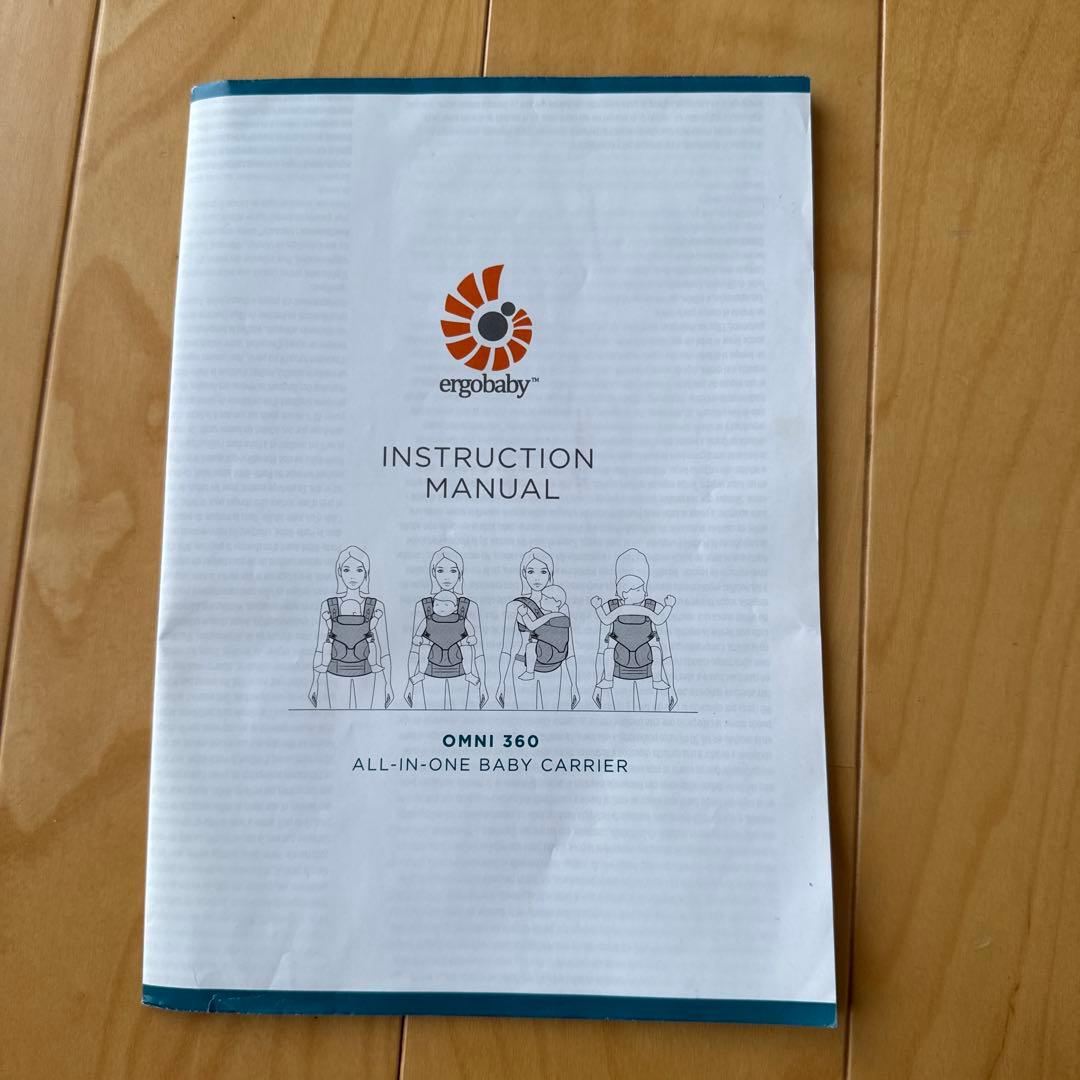 ergobaby™
INSTRUCTION
MANUAL
OMNI 360
ALL-IN-ONE BABY CARRIER